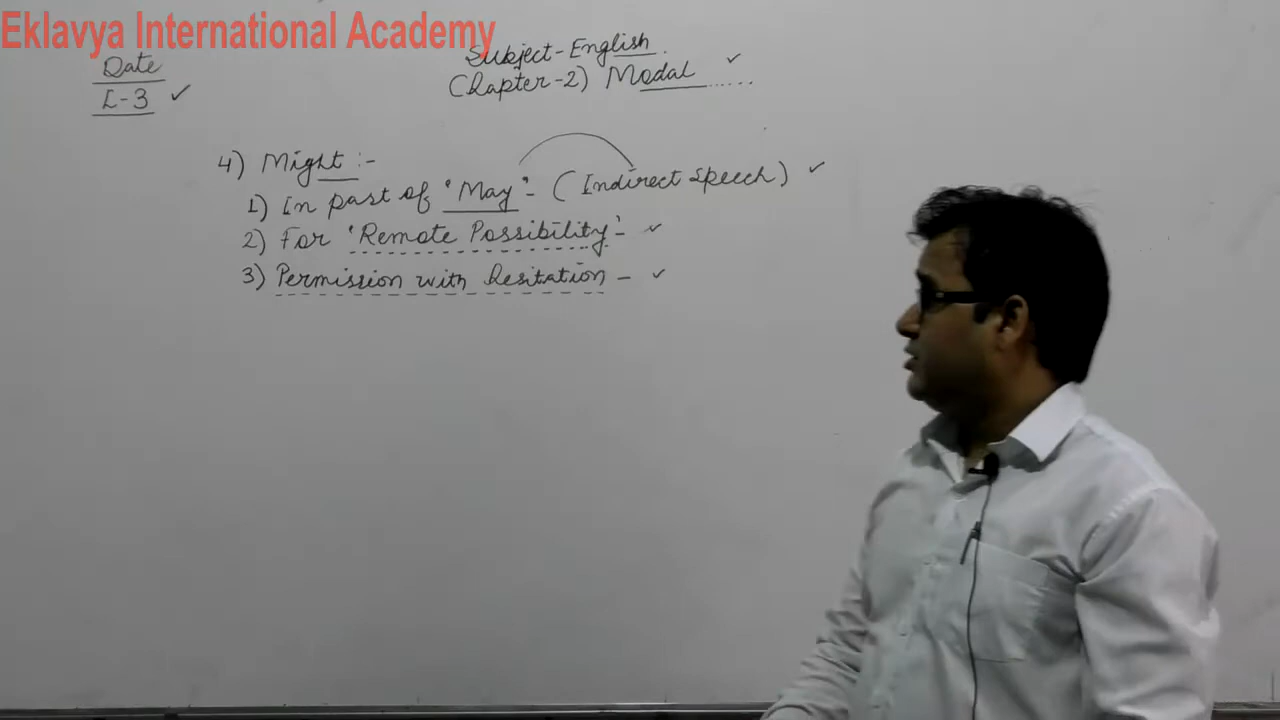 Eklavya International Academy
Date
L-3 ✓
Subject-English.
Chapter-2) Modal...... ✓
4) Might :-
1) In past of "May"- (Indirect Speech) ✓
2) For 'Remote Possibility'- ✓
3) Permission with Hesitation - ✓